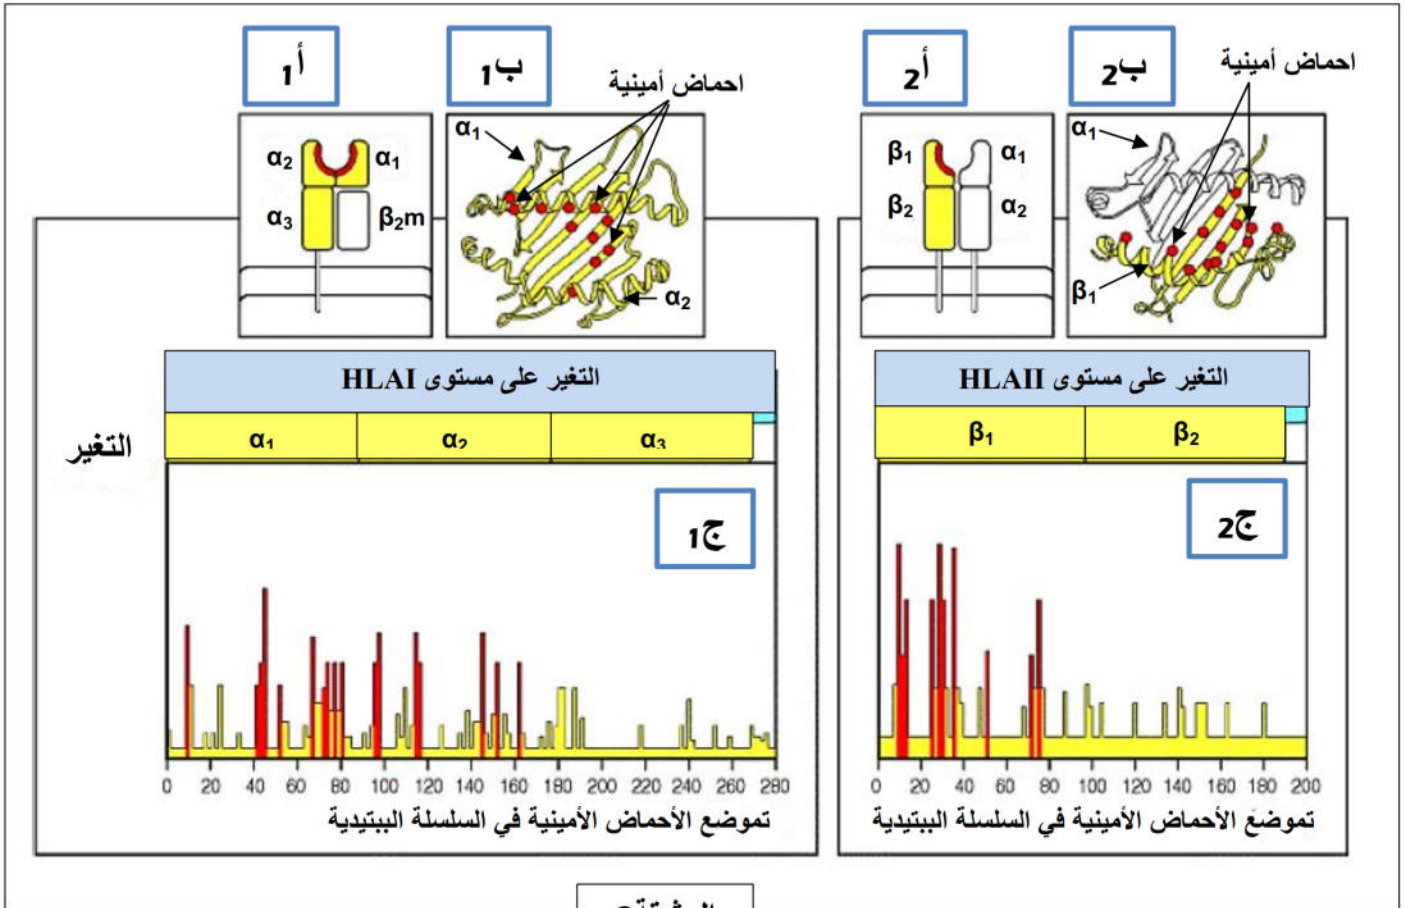 أ1
ب1
احماض أمينية
α1
α2
α1
α3
β2m
α2
أ2
ب2
احماض أمينية
α1
β1
α1
β2
α2
β1
التغير على مستوى HLAI
α1 α2 α3
التغير
ج1
0 20 40 60 80 100 120 140 160 180 200 220 240 260 280
تموضع الأحماض الأمينية في السلسلة الببتيدية
التغير على مستوى HLAII
β1 β2
ج2
0 20 40 60 80 100 120 140 160 180 200
تموضع الأحماض الأمينية في السلسلة الببتيدية